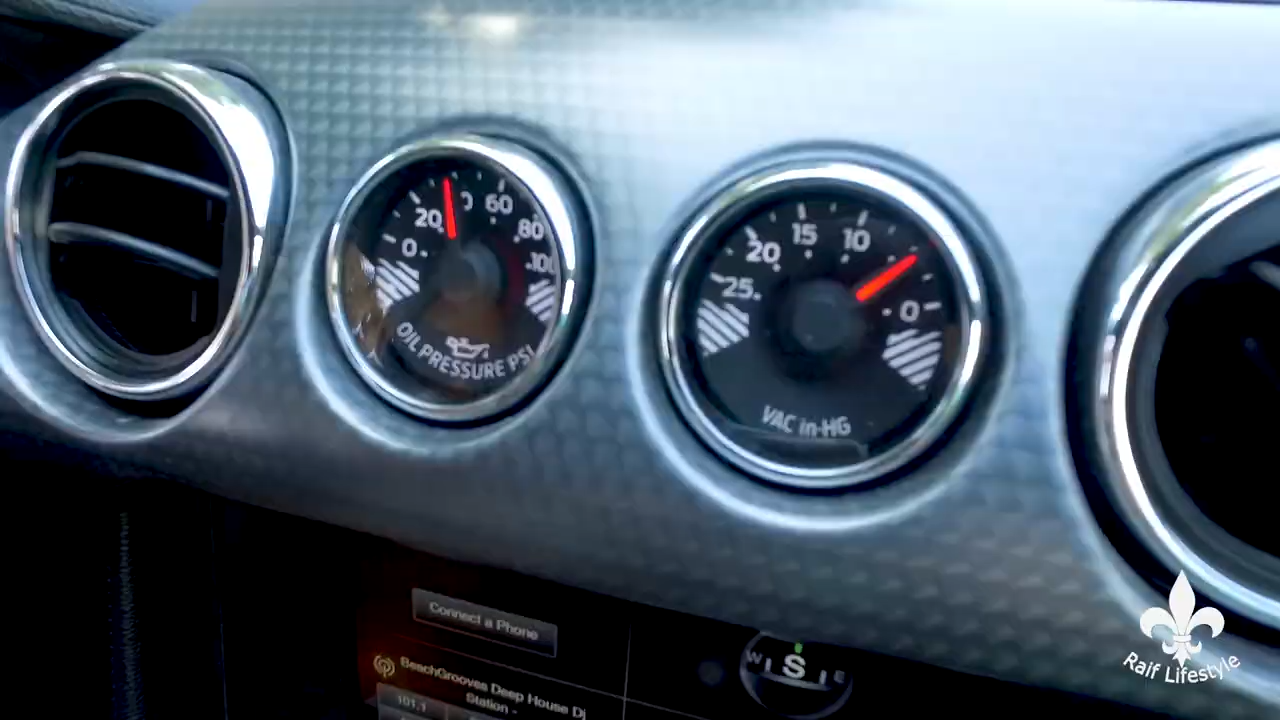 0 20 60 80 100
OIL PRESSURE PSI
25 20 15 10 0
VAC in-HG
Connect a Phone
BeachGrooves Deep House Dj
Station -
101.1
W S E
Raif Lifestyle